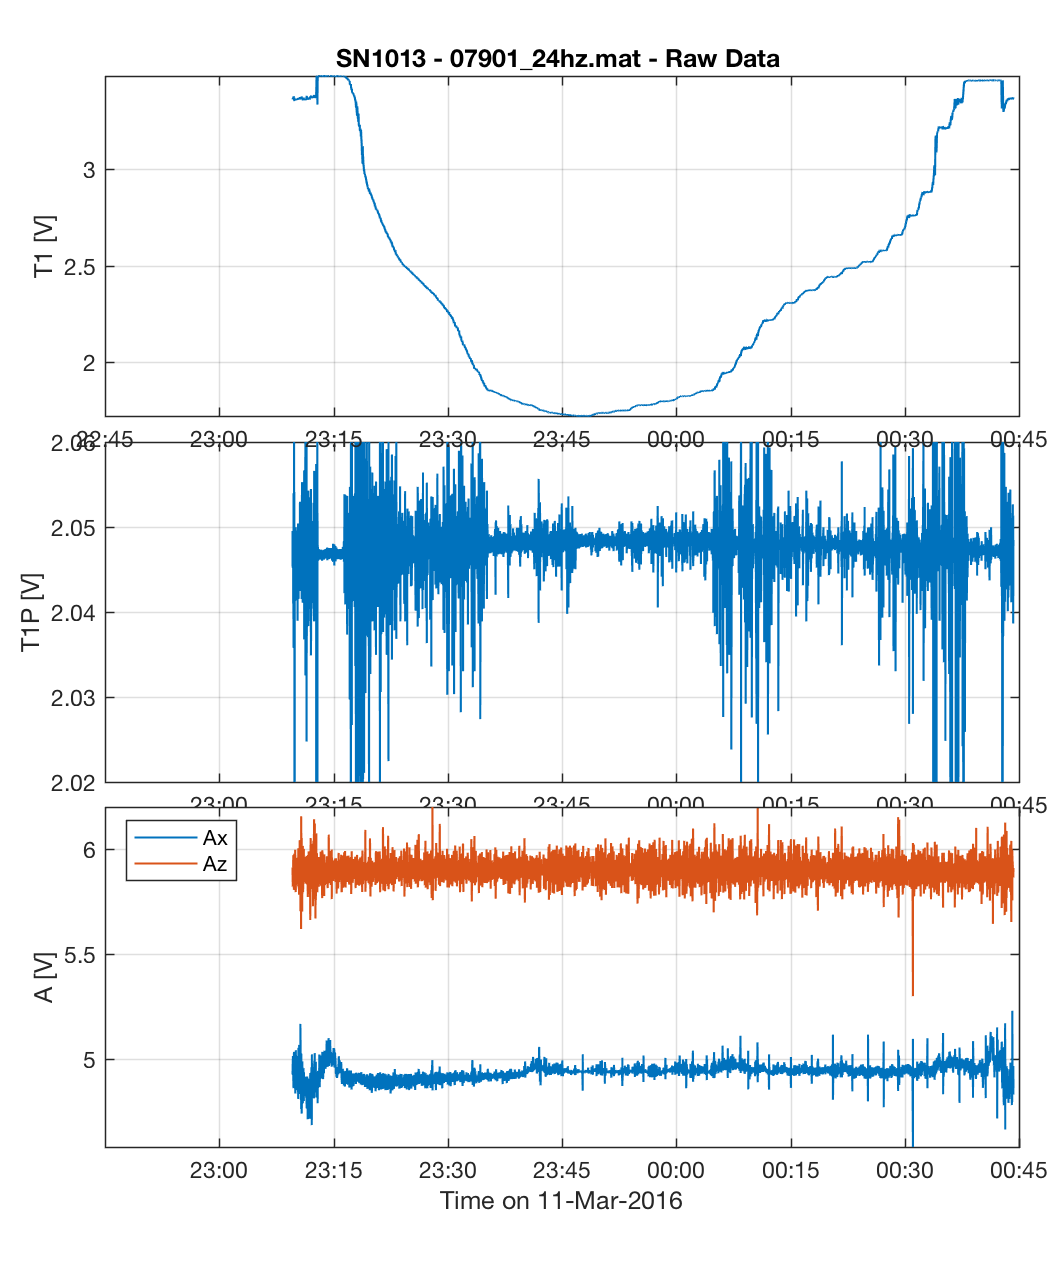 SN1013 - 07901_24hz.mat - Raw Data
T1 [V]
3
2.5
2
22:45 23:00 23:15 23:30 23:45 00:00 00:15 00:30 00:45
T1P [V]
2.06
2.05
2.04
2.03
2.02
23:00 23:15 23:30 23:45 00:00 00:15 00:30 00:45
A [V]
Ax
Az
6
5.5
5
23:00 23:15 23:30 23:45 00:00 00:15 00:30 00:45
Time on 11-Mar-2016